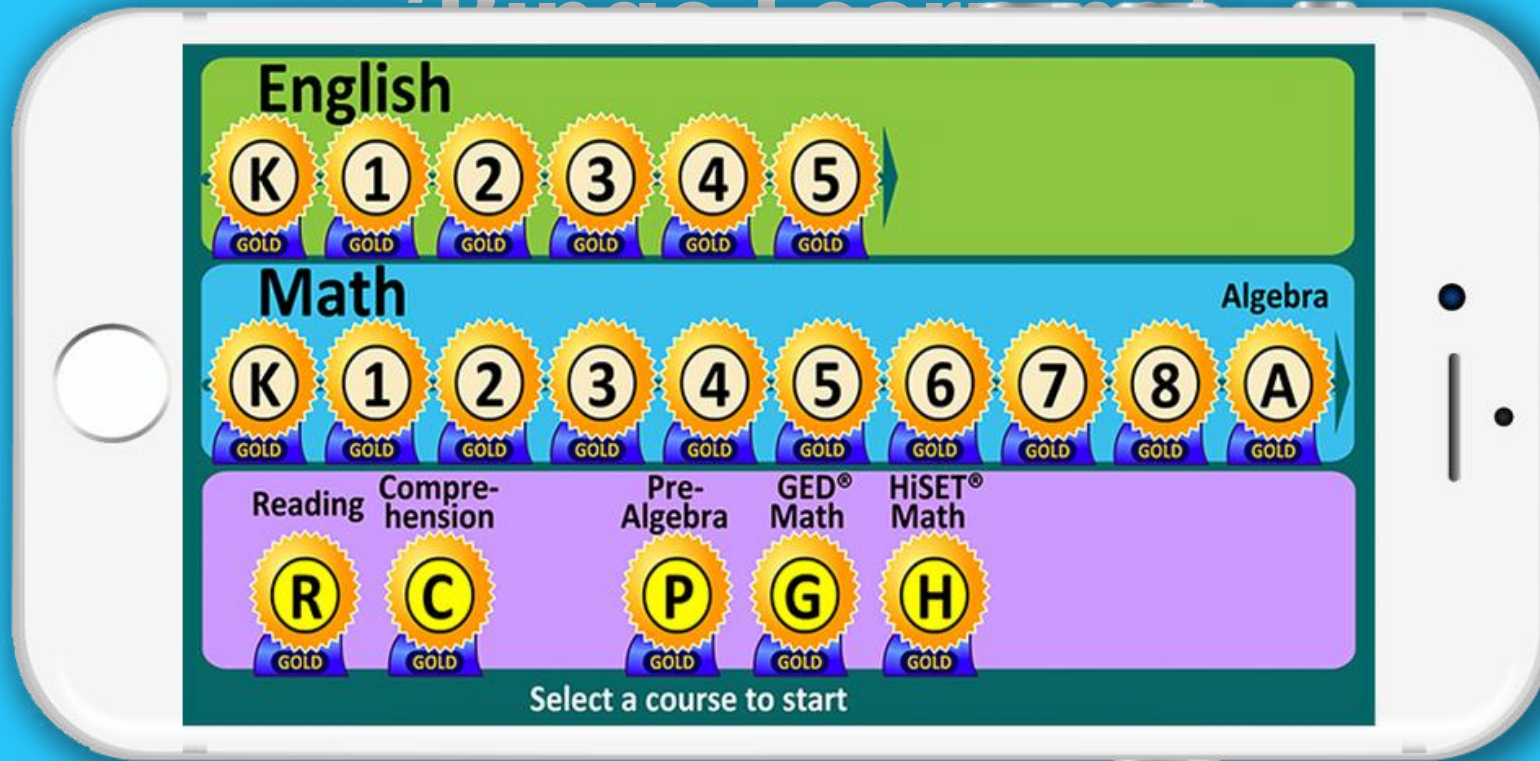 English
K 1 2 3 4 5
GOLD GOLD GOLD GOLD GOLD GOLD
Math
Algebra
K 1 2 3 4 5 6 7 8 A
GOLD GOLD GOLD GOLD GOLD GOLD GOLD GOLD GOLD GOLD
Reading
Compre-
hension
Pre-
Algebra
GED®
Math
HiSET®
Math
R C P G H
GOLD GOLD GOLD GOLD GOLD
Select a course to start